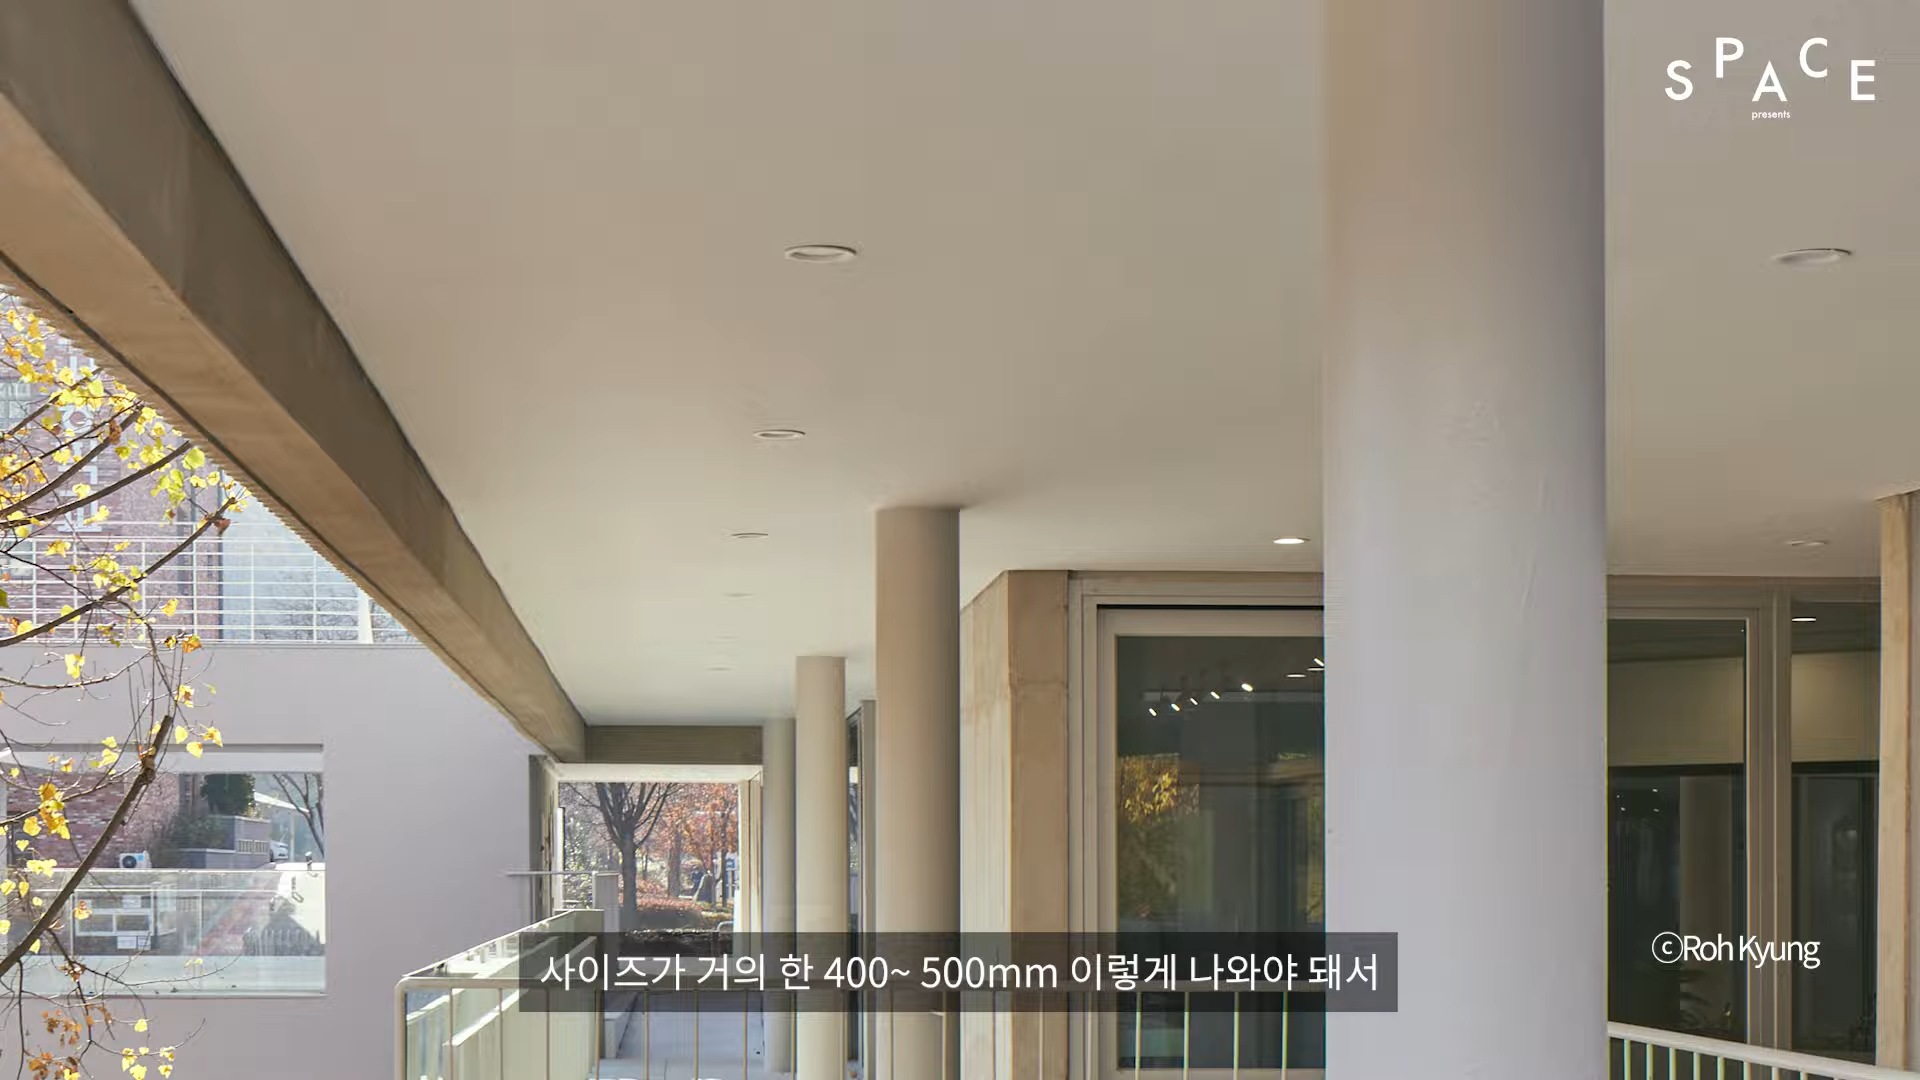 SPACE
presents
사이즈가 거의 한 400~ 500mm 이렇게 나와야 돼서
ⓒRoh Kyung